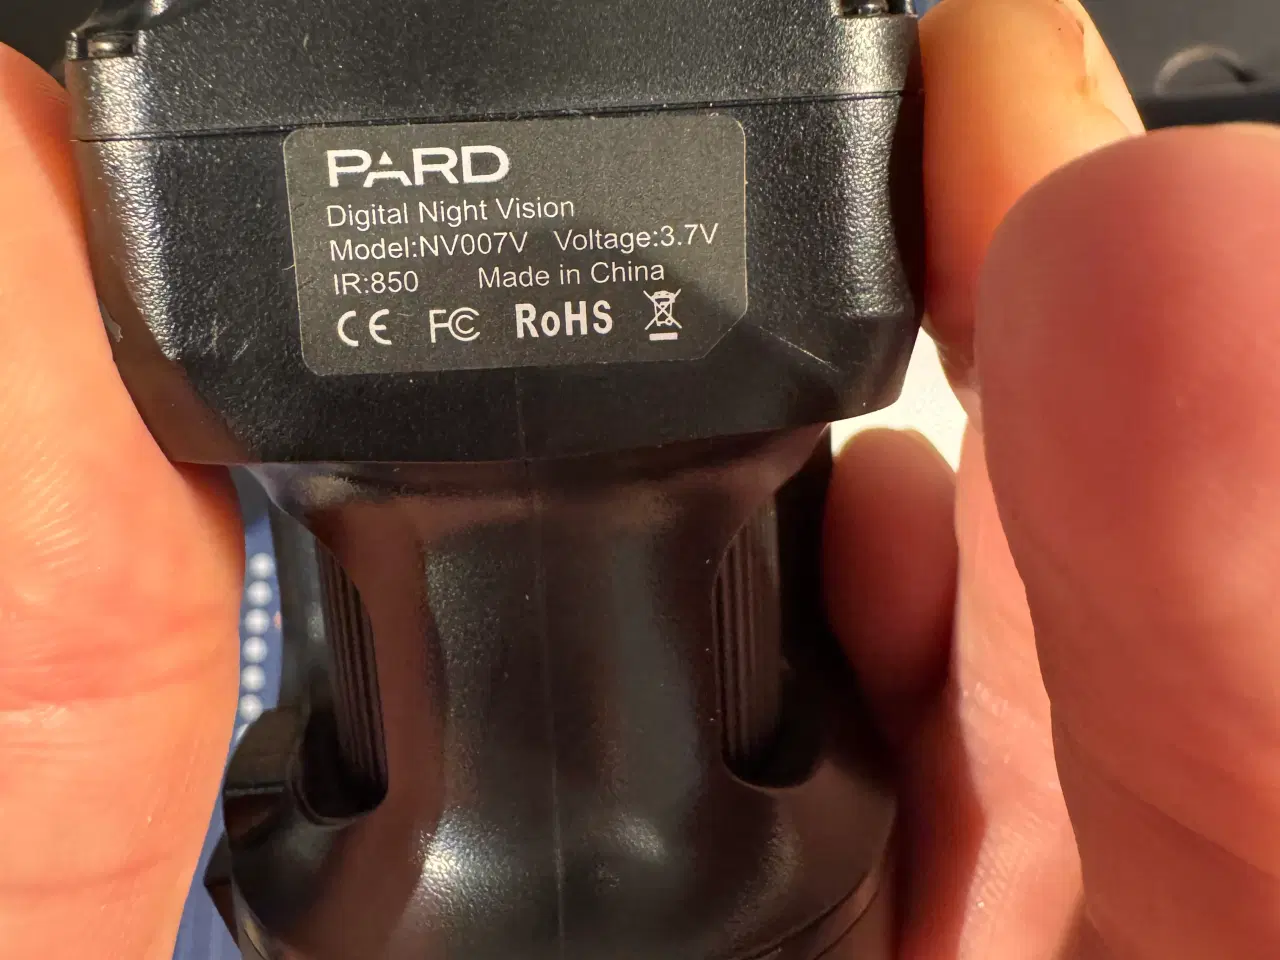 PARD
Digital Night Vision
Model:NV007V Voltage:3.7V
IR:850 Made in China
CE FC RoHS